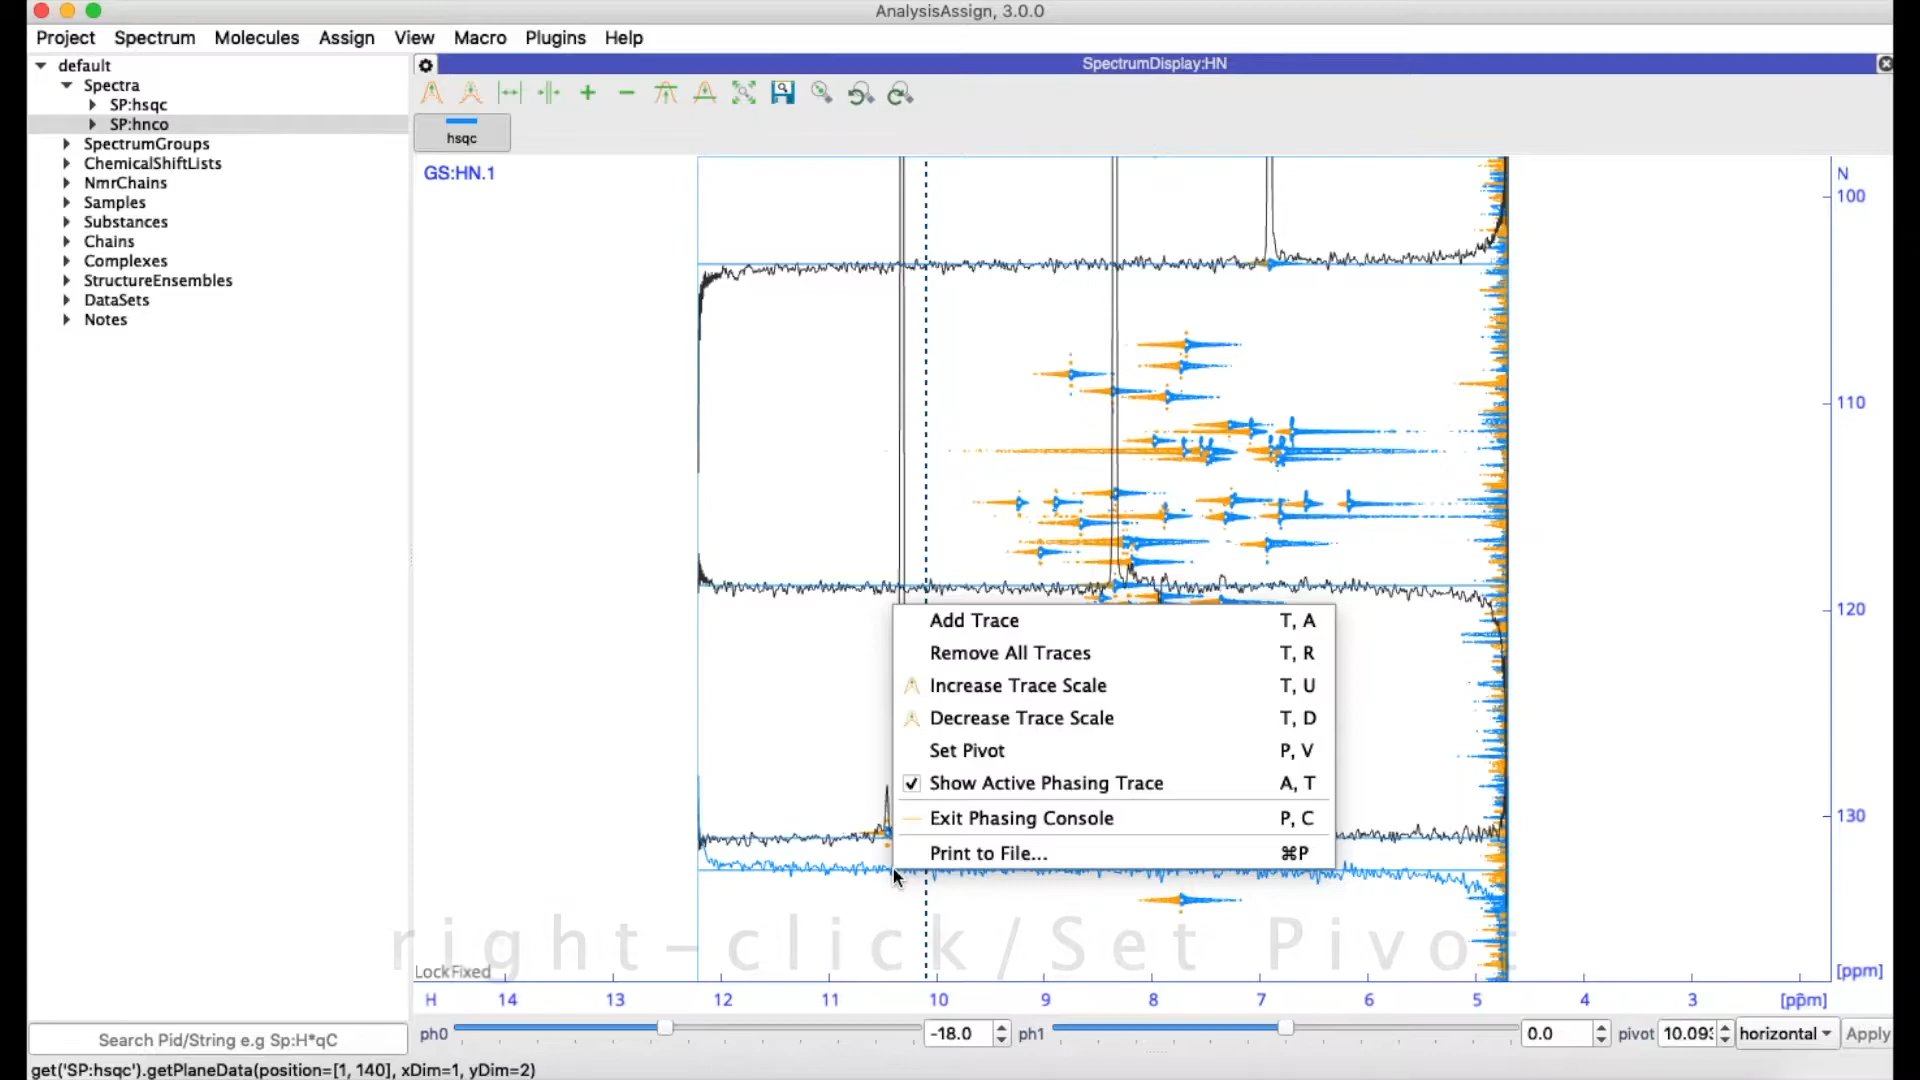 AnalysisAssign, 3.0.0
Project Spectrum Molecules Assign View Macro Plugins Help
default
Spectra
SP:hsqc
SP:hnco
SpectrumGroups
ChemicalShiftLists
NmrChains
Samples
Substances
Chains
Complexes
StructureEnsembles
DataSets
Notes
SpectrumDisplay:HN
hsqc
GS:HN.1
N
100
110
120
130
[ppm]
Add Trace T, A
Remove All Traces T, R
Increase Trace Scale T, U
Decrease Trace Scale T, D
Set Pivot P, V
Show Active Phasing Trace A, T
Exit Phasing Console P, C
Print to File... ⌘P
right-click/Set Pivot
LockFixed
H 14 13 12 11 10 9 8 7 6 5 4 3 [ppm]
ph0 -18.0 ph1 0.0 pivot 10.093 horizontal Apply
Search Pid/String e.g Sp:H*qC
get('SP:hsqc').getPlaneData(position=[1, 140], xDim=1, yDim=2)